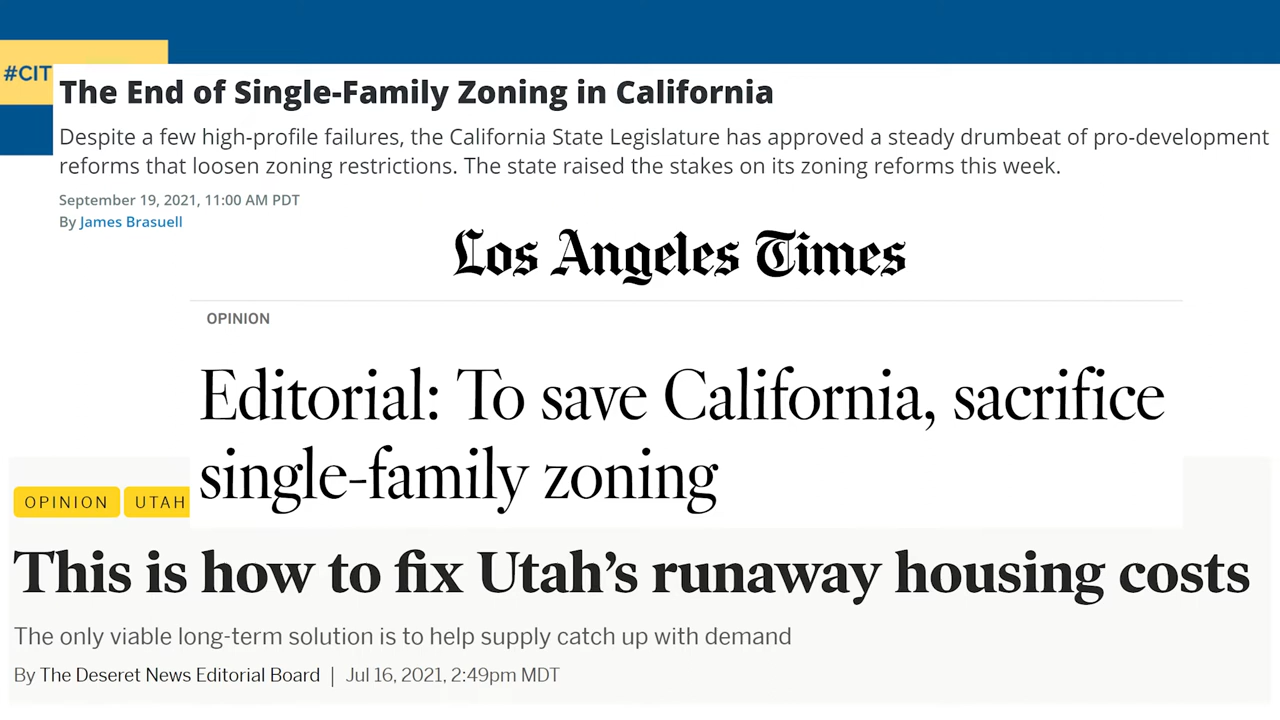 #CIT
The End of Single-Family Zoning in California
Despite a few high-profile failures, the California State Legislature has approved a steady drumbeat of pro-development
reforms that loosen zoning restrictions. The state raised the stakes on its zoning reforms this week.
September 19, 2021, 11:00 AM PDT
By James Brasuell
Los Angeles Times
OPINION
Editorial: To save California, sacrifice
single-family zoning
OPINION UTAH
This is how to fix Utah’s runaway housing costs
The only viable long-term solution is to help supply catch up with demand
By The Deseret News Editorial Board | Jul 16, 2021, 2:49pm MDT